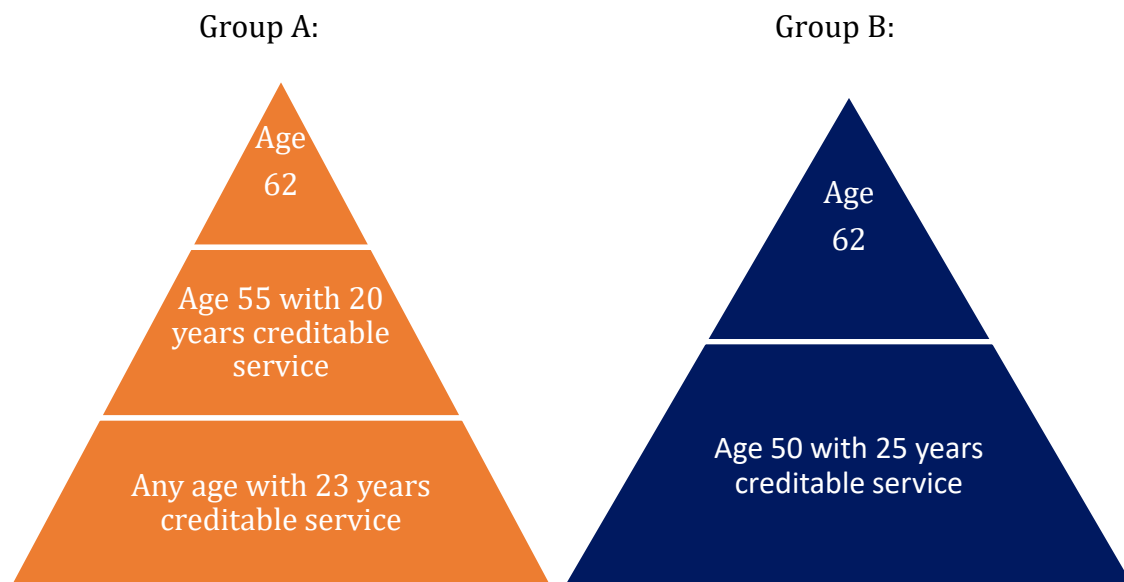 Group A:
Age
62
Age 55 with 20
years creditable
service
Any age with 23 years
creditable service
Group B:
Age
62
Age 50 with 25 years
creditable service